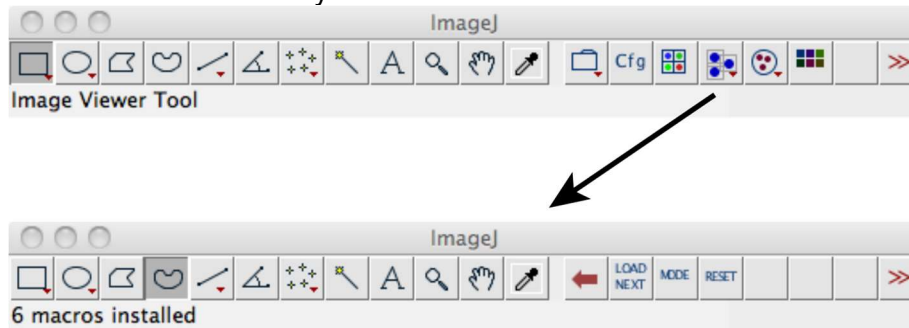 ImageJ
A Cfg >>
Image Viewer Tool
ImageJ
A LOAD NEXT MODE RESET >>
6 macros installed